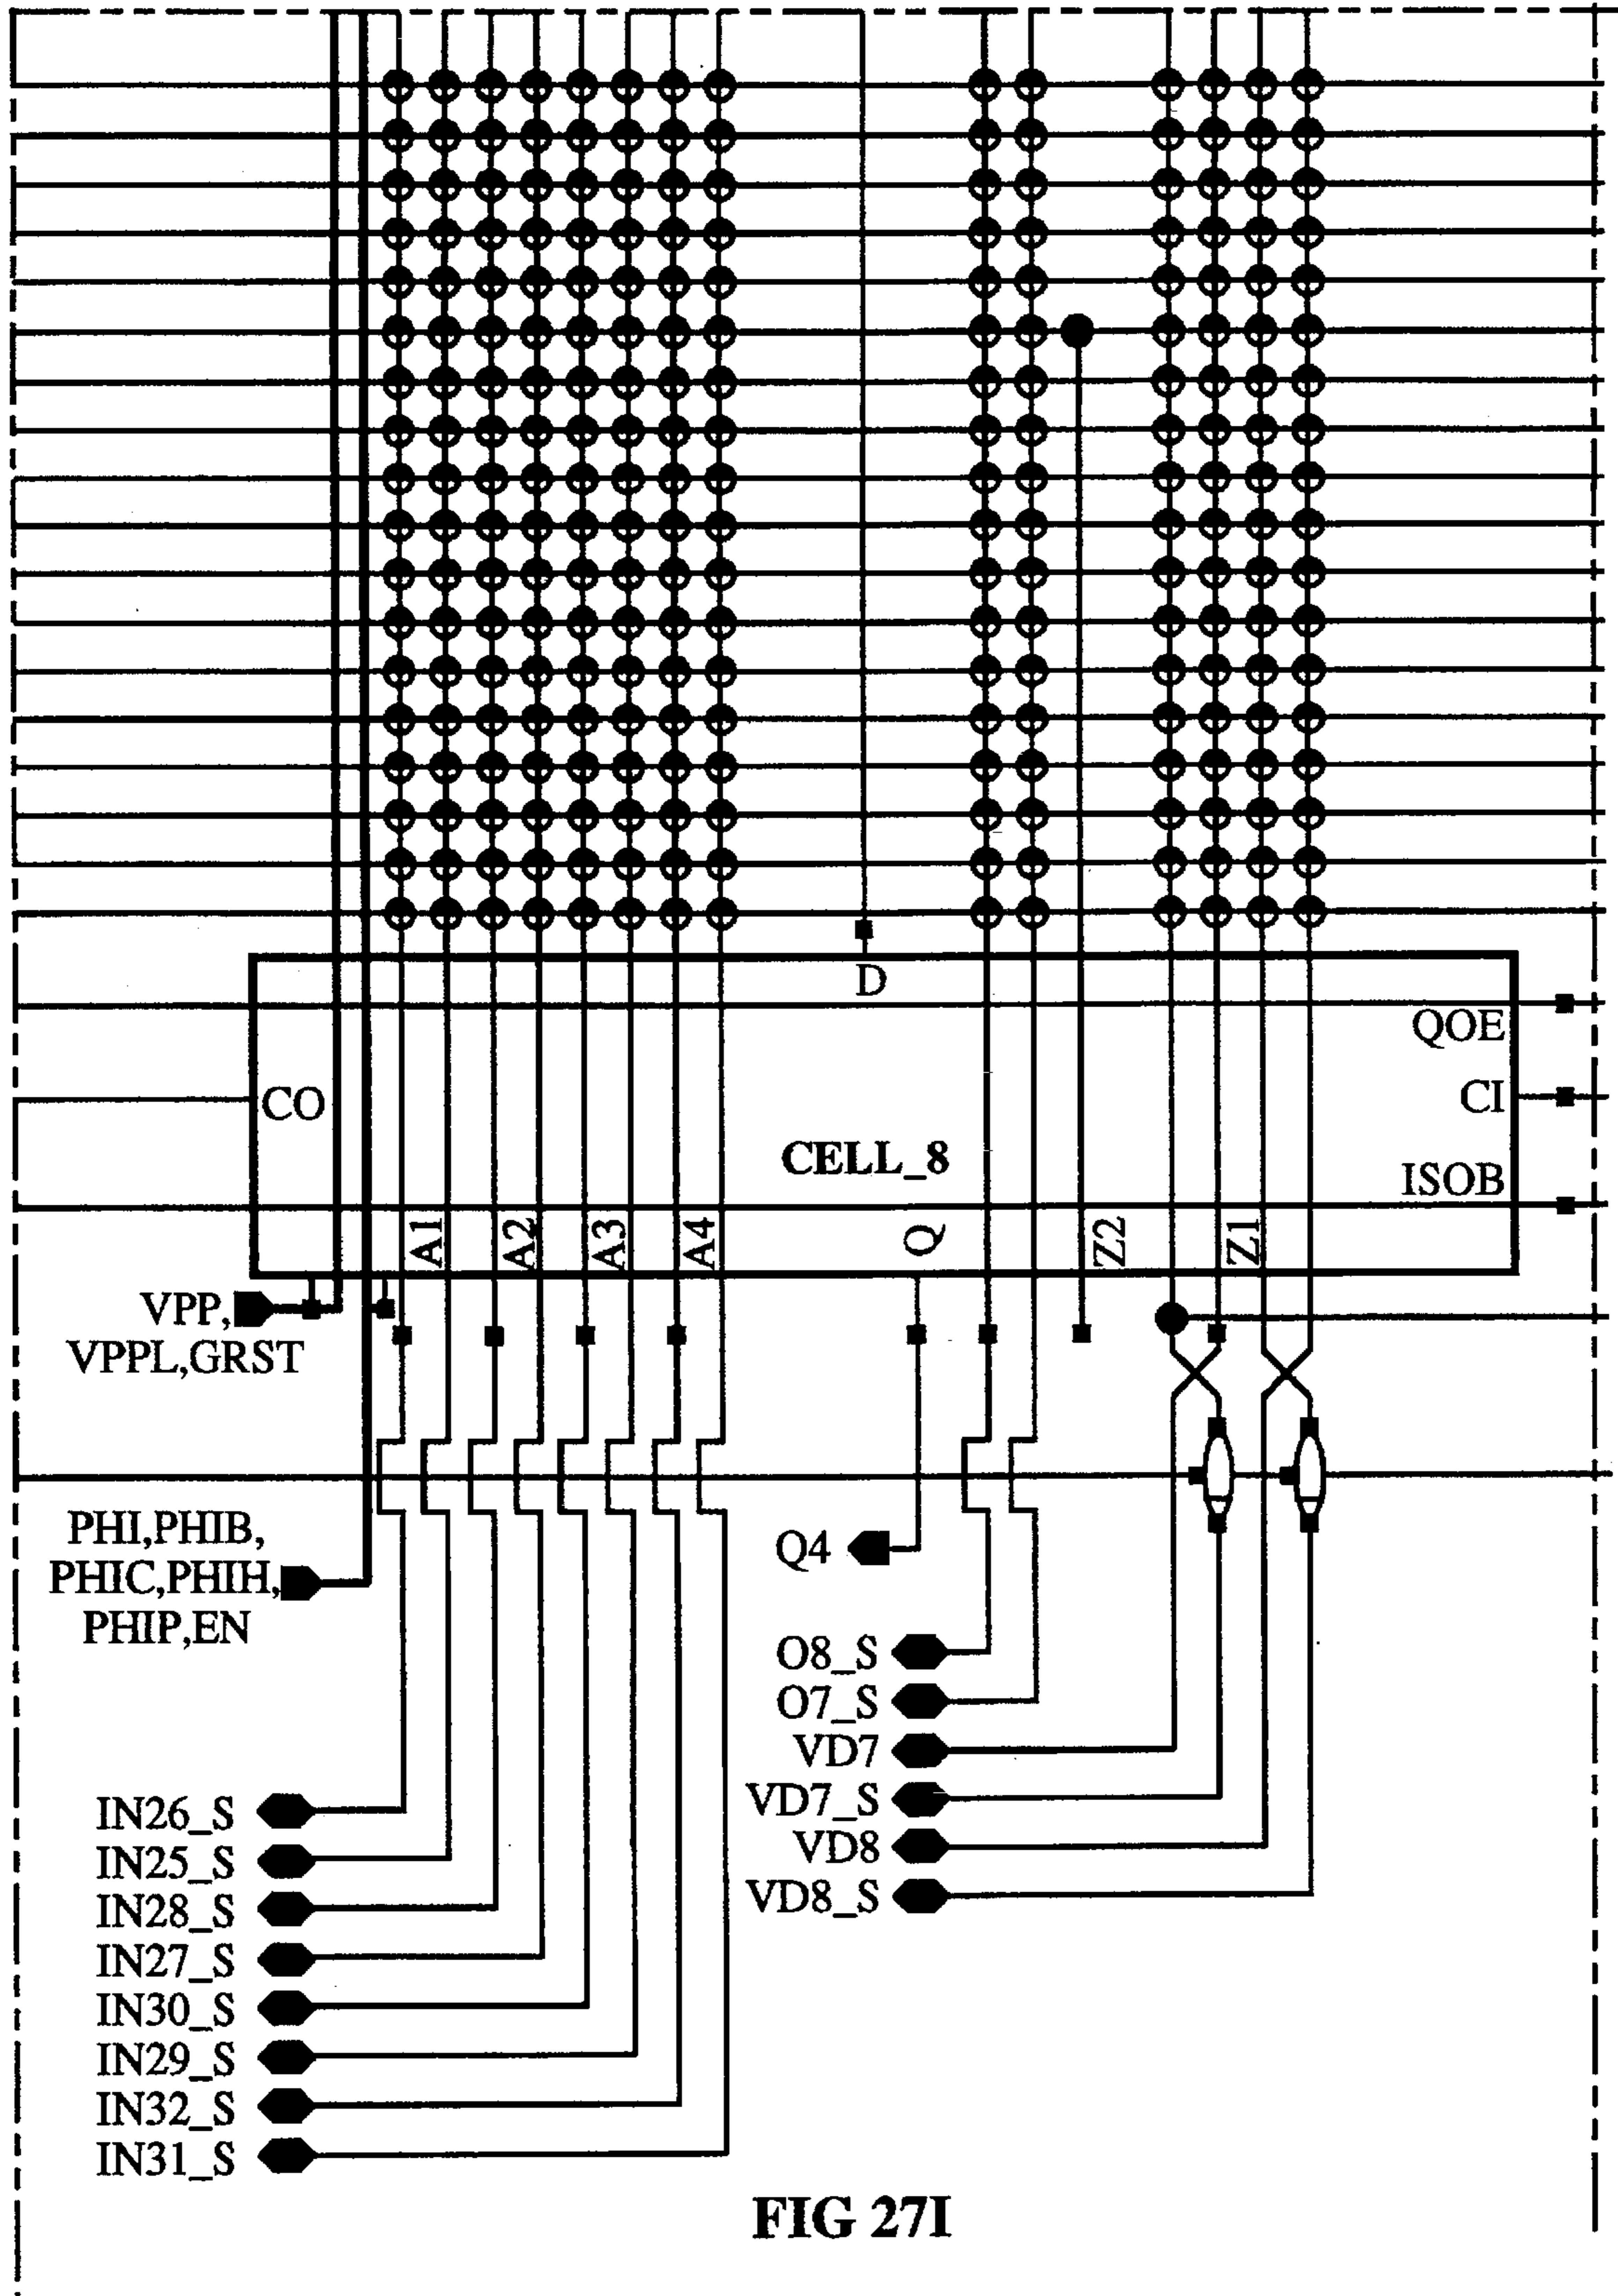 D
QOE
CO
CI
CELL_8
ISOB
A1
A2
A3
A4
Q
Z2
Z1
VPP,
VPPL,GRST
PHI,PHIB,
PHIC,PHIH,
PHIP,EN
Q4
O8_S
O7_S
VD7
VD7_S
VD8
VD8_S
IN26_S
IN25_S
IN28_S
IN27_S
IN30_S
IN29_S
IN32_S
IN31_S
FIG 27I